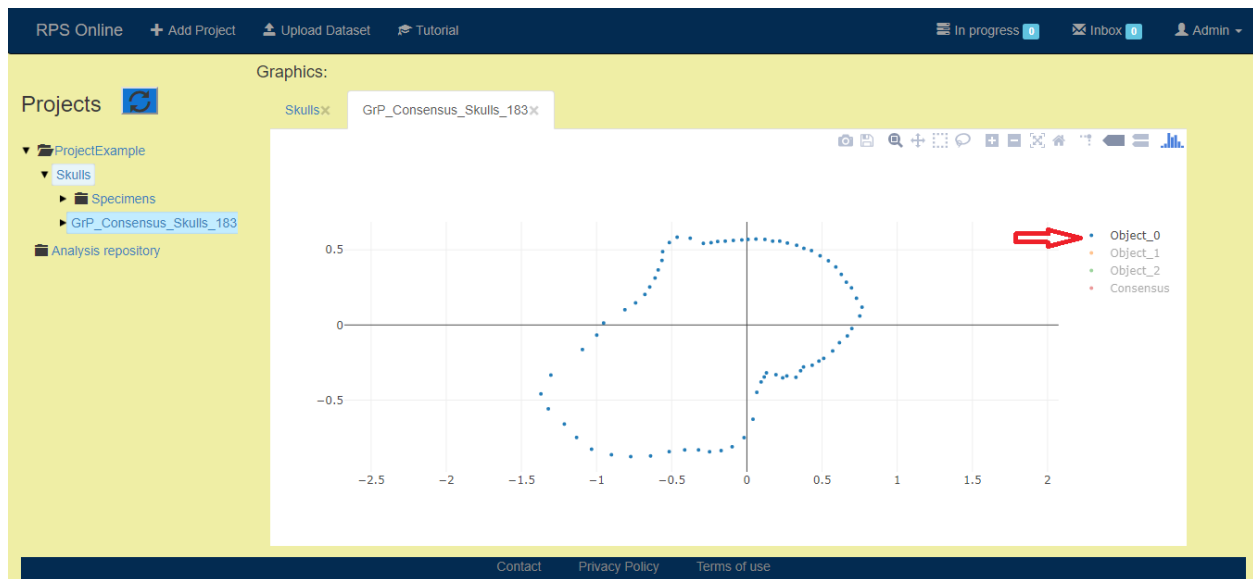 RPS Online + Add Project Upload Dataset Tutorial In progress 0 Inbox 0 Admin
Graphics:
Projects
Skulls× GrP_Consensus_Skulls_183×
ProjectExample
Skulls
Specimens
GrP_Consensus_Skulls_183
Analysis repository
0.5
0
−0.5
−2.5 −2 −1.5 −1 −0.5 0 0.5 1 1.5 2
Object_0
Object_1
Object_2
Consensus
Contact Privacy Policy Terms of use